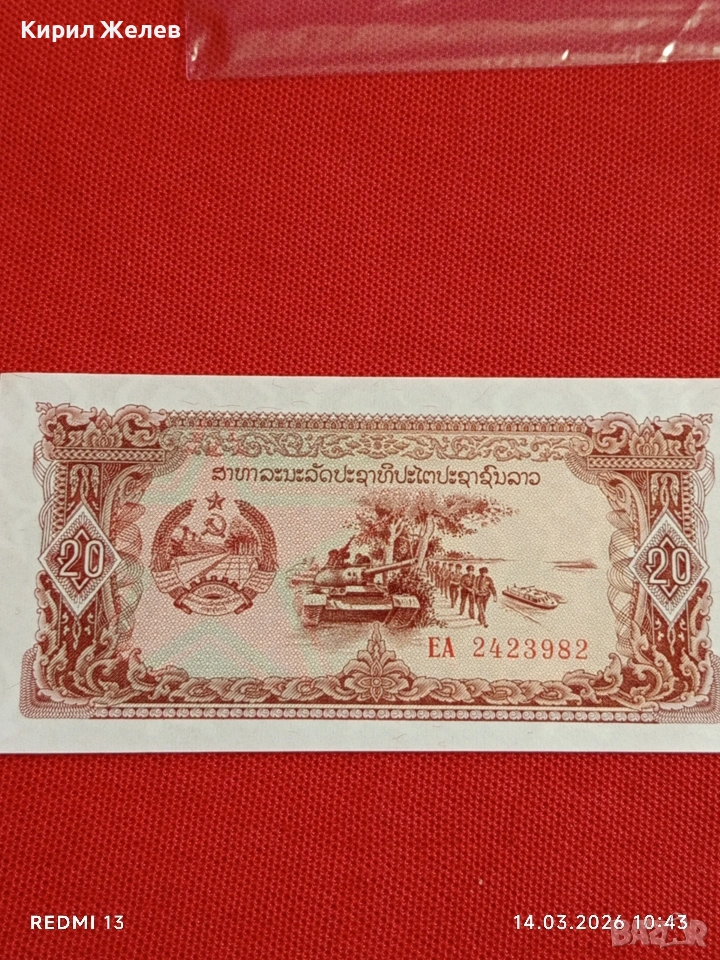 Кирил Желев
ສາທາລະນະລັດປະຊາທິປະໄຕປະຊາຊົນລາວ
20
20
EA 2423982
REDMI 13
14.03.2026 10:43
BAZAR